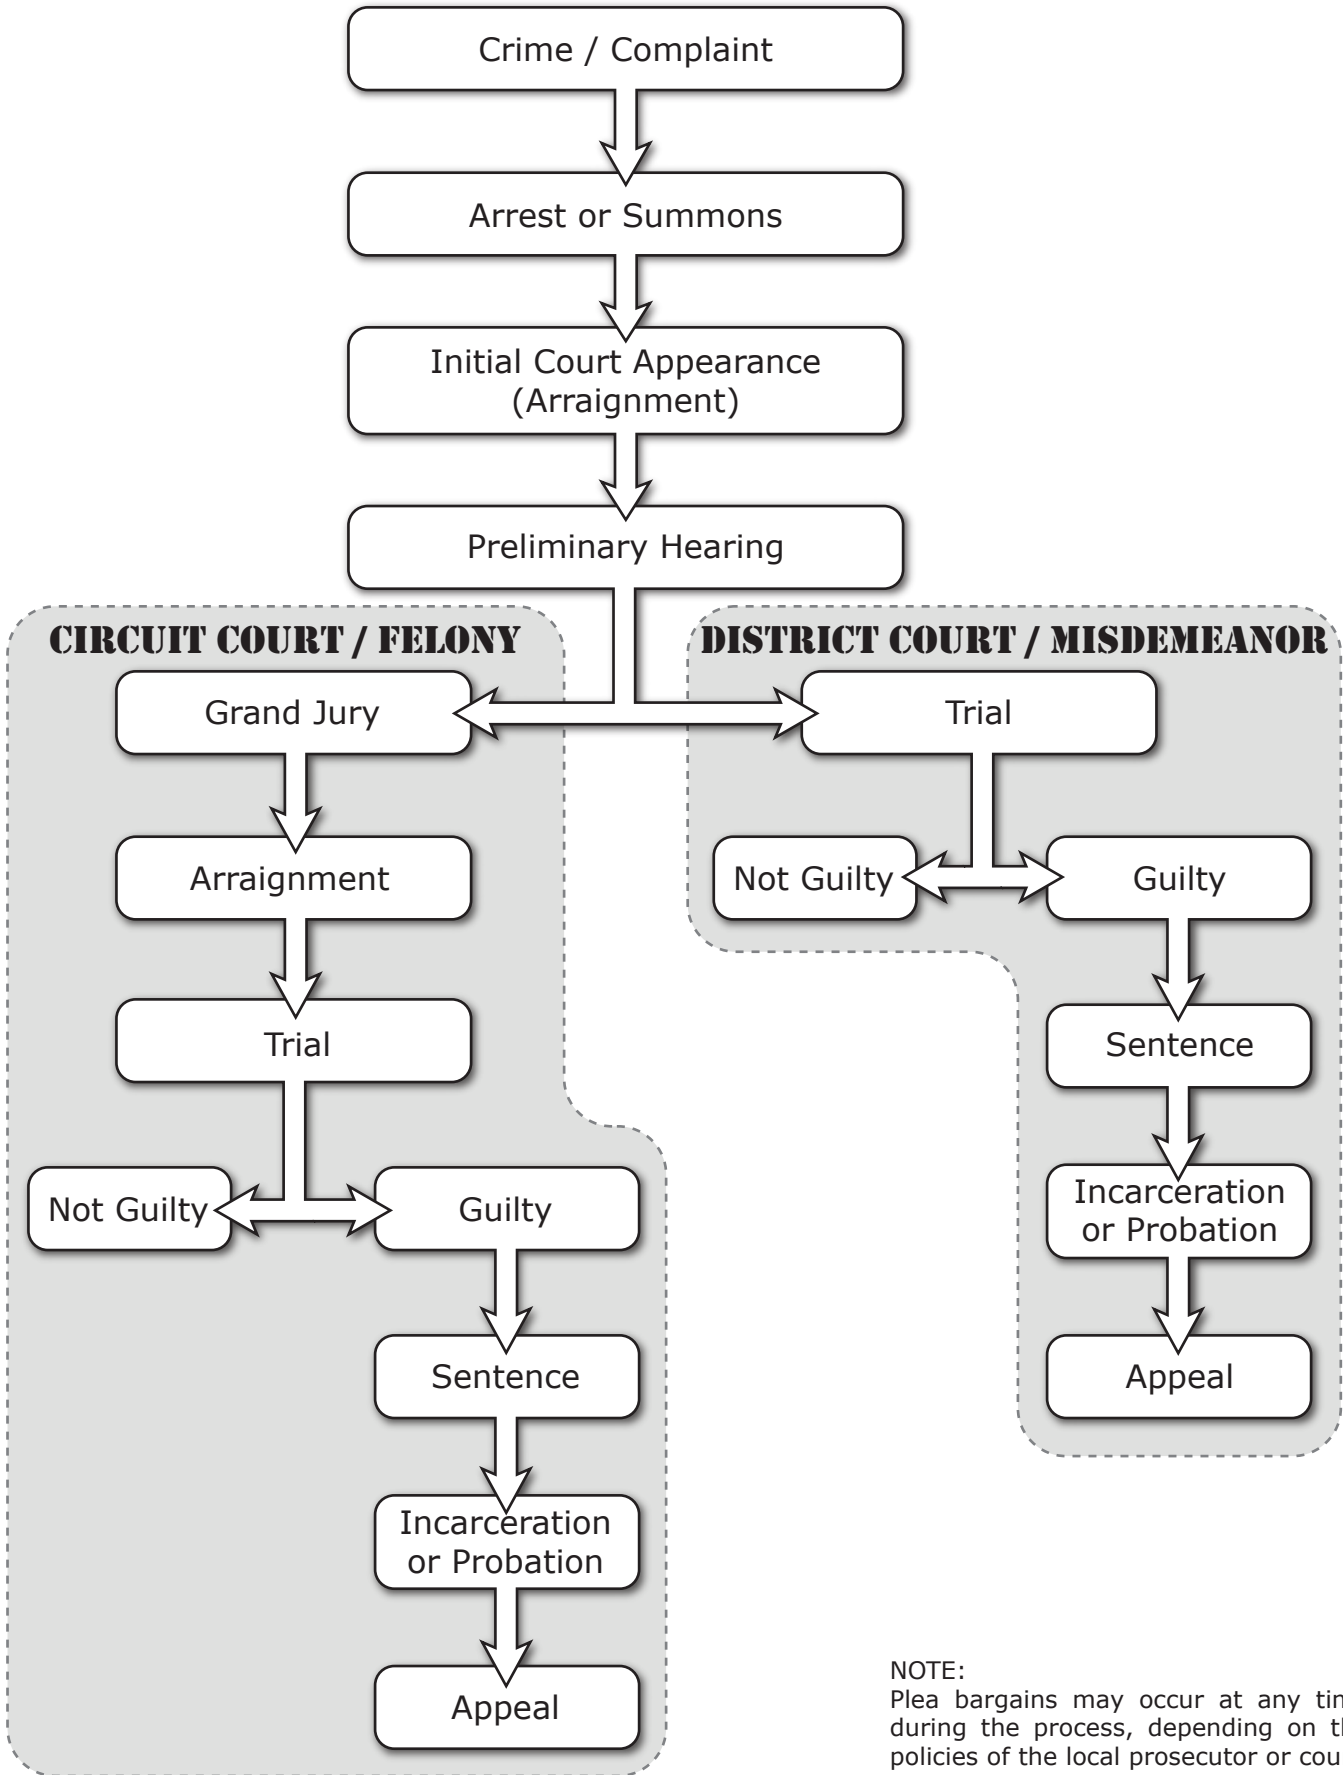 Crime / Complaint
Arrest or Summons
Initial Court Appearance
(Arraignment)
Preliminary Hearing
CIRCUIT COURT / FELONY
Grand Jury
Arraignment
Trial
Not Guilty
Guilty
Sentence
Incarceration
or Probation
Appeal
DISTRICT COURT / MISDEMEANOR
Trial
Not Guilty
Guilty
Sentence
Incarceration
or Probation
Appeal
NOTE:
Plea bargains may occur at any
during the process, depending on
policies of the local prosecutor or